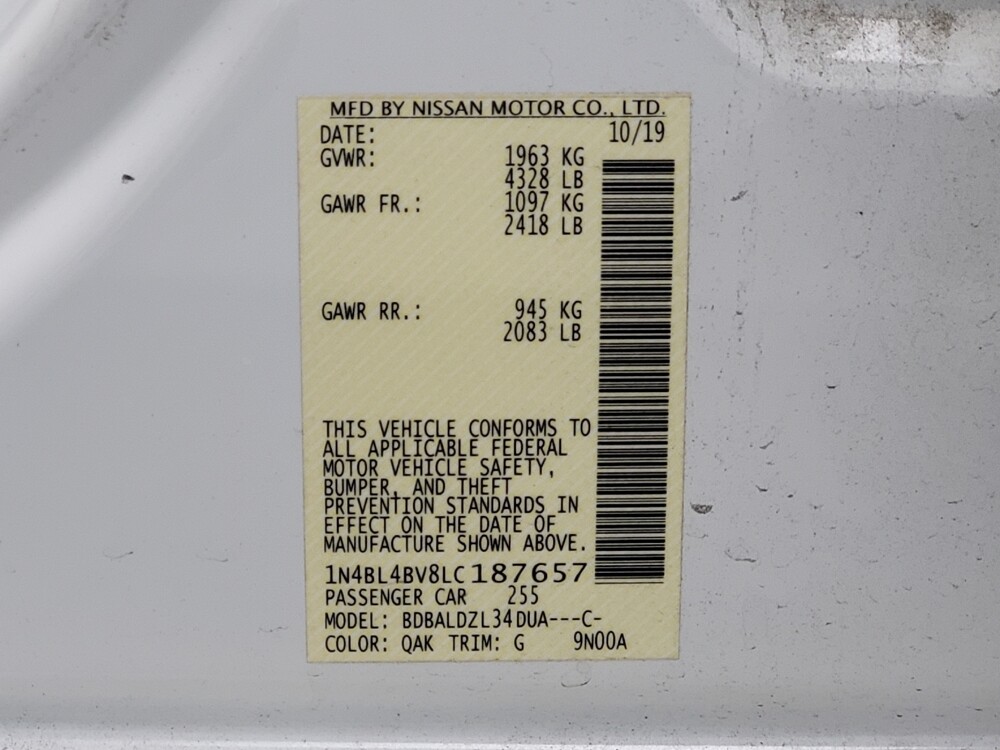 MFD BY NISSAN MOTOR CO., LTD.
DATE: 10/19
GVWR: 1963 KG
4328 LB
GAWR FR.: 1097 KG
2418 LB
GAWR RR.: 945 KG
2083 LB
THIS VEHICLE CONFORMS TO
ALL APPLICABLE FEDERAL
MOTOR VEHICLE SAFETY,
BUMPER, AND THEFT
PREVENTION STANDARDS IN
EFFECT ON THE DATE OF
MANUFACTURE SHOWN ABOVE.
1N4BL4BV8LC187657
PASSENGER CAR 255
MODEL: BDBALDZL34DUA---C-
COLOR: QAK TRIM: G 9N00A